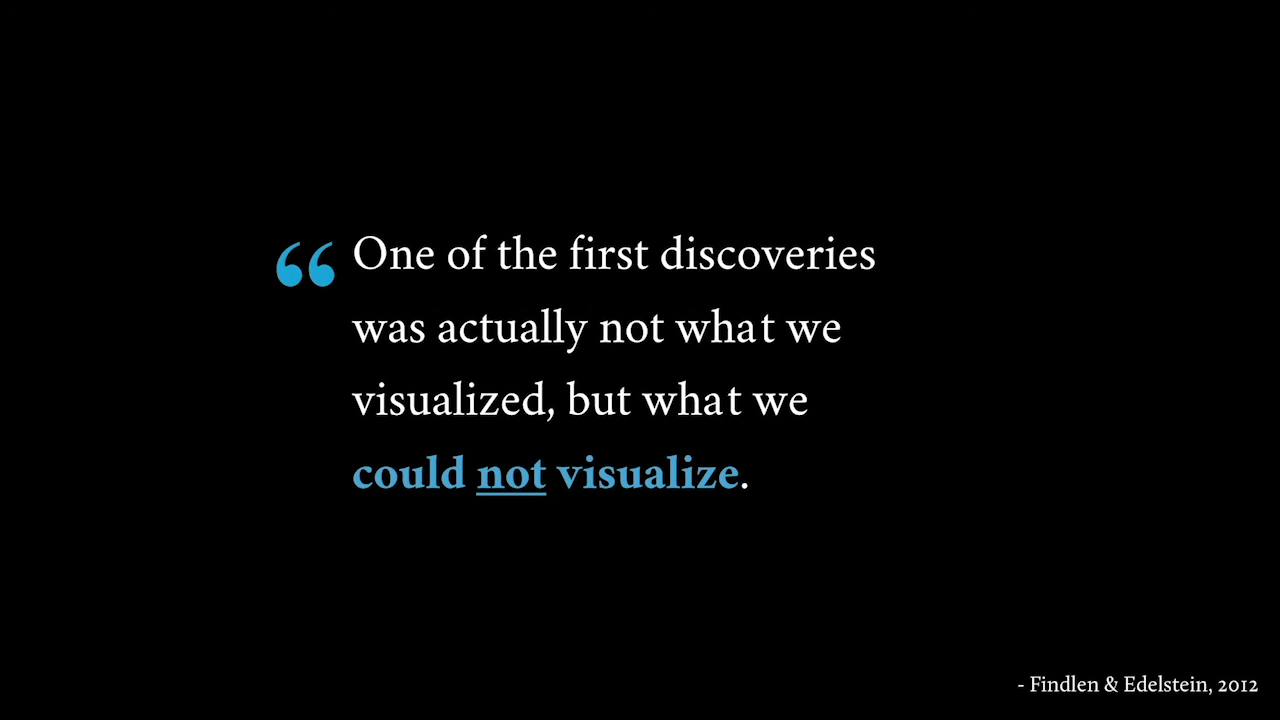 “One of the first discoveries
was actually not what we
visualized, but what we
could not visualize.
- Findlen & Edelstein, 2012